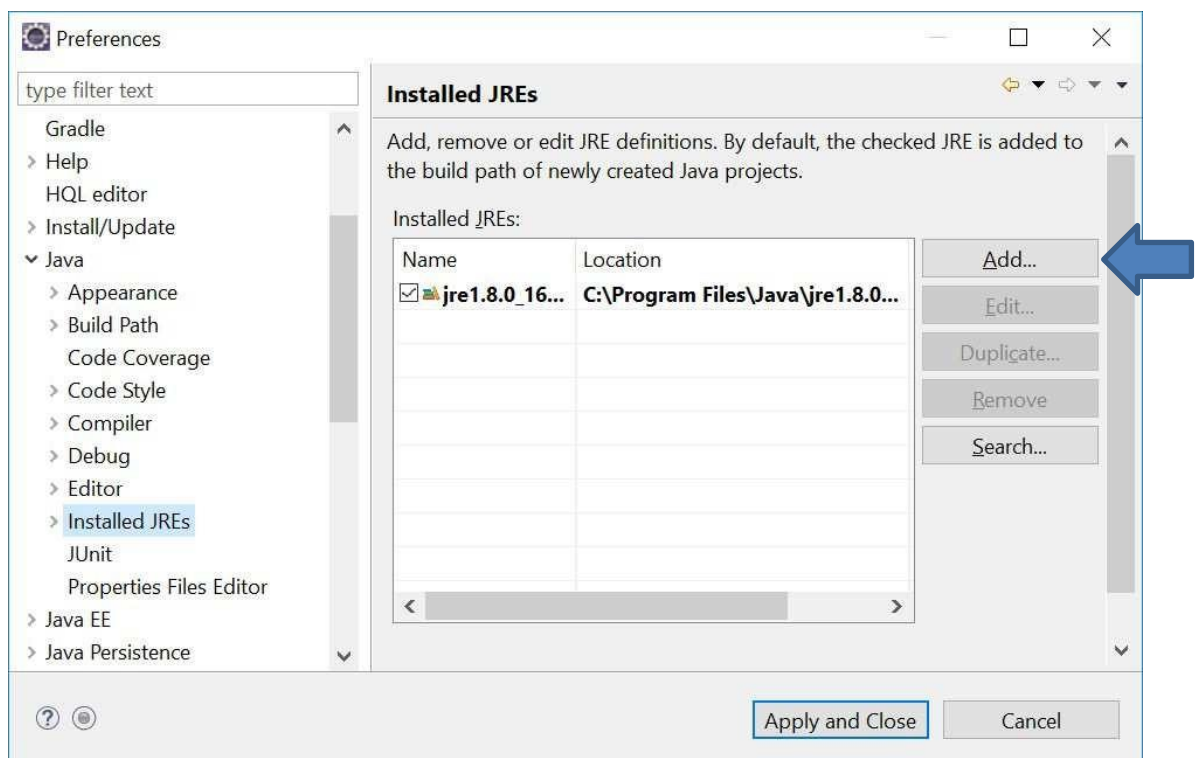 Preferences
type filter text
Gradle
Help
HQL editor
Install/Update
Java
Appearance
Build Path
Code Coverage
Code Style
Compiler
Debug
Editor
Installed JREs
JUnit
Properties Files Editor
Java EE
Java Persistence
Installed JREs
Add, remove or edit JRE definitions. By default, the checked JRE is added to
the build path of newly created Java projects.
Installed JREs:
Name Location
jre1.8.0_16... C:\Program Files\Java\jre1.8.0...
Add...
Edit...
Duplicate...
Remove
Search...
Apply and Close Cancel